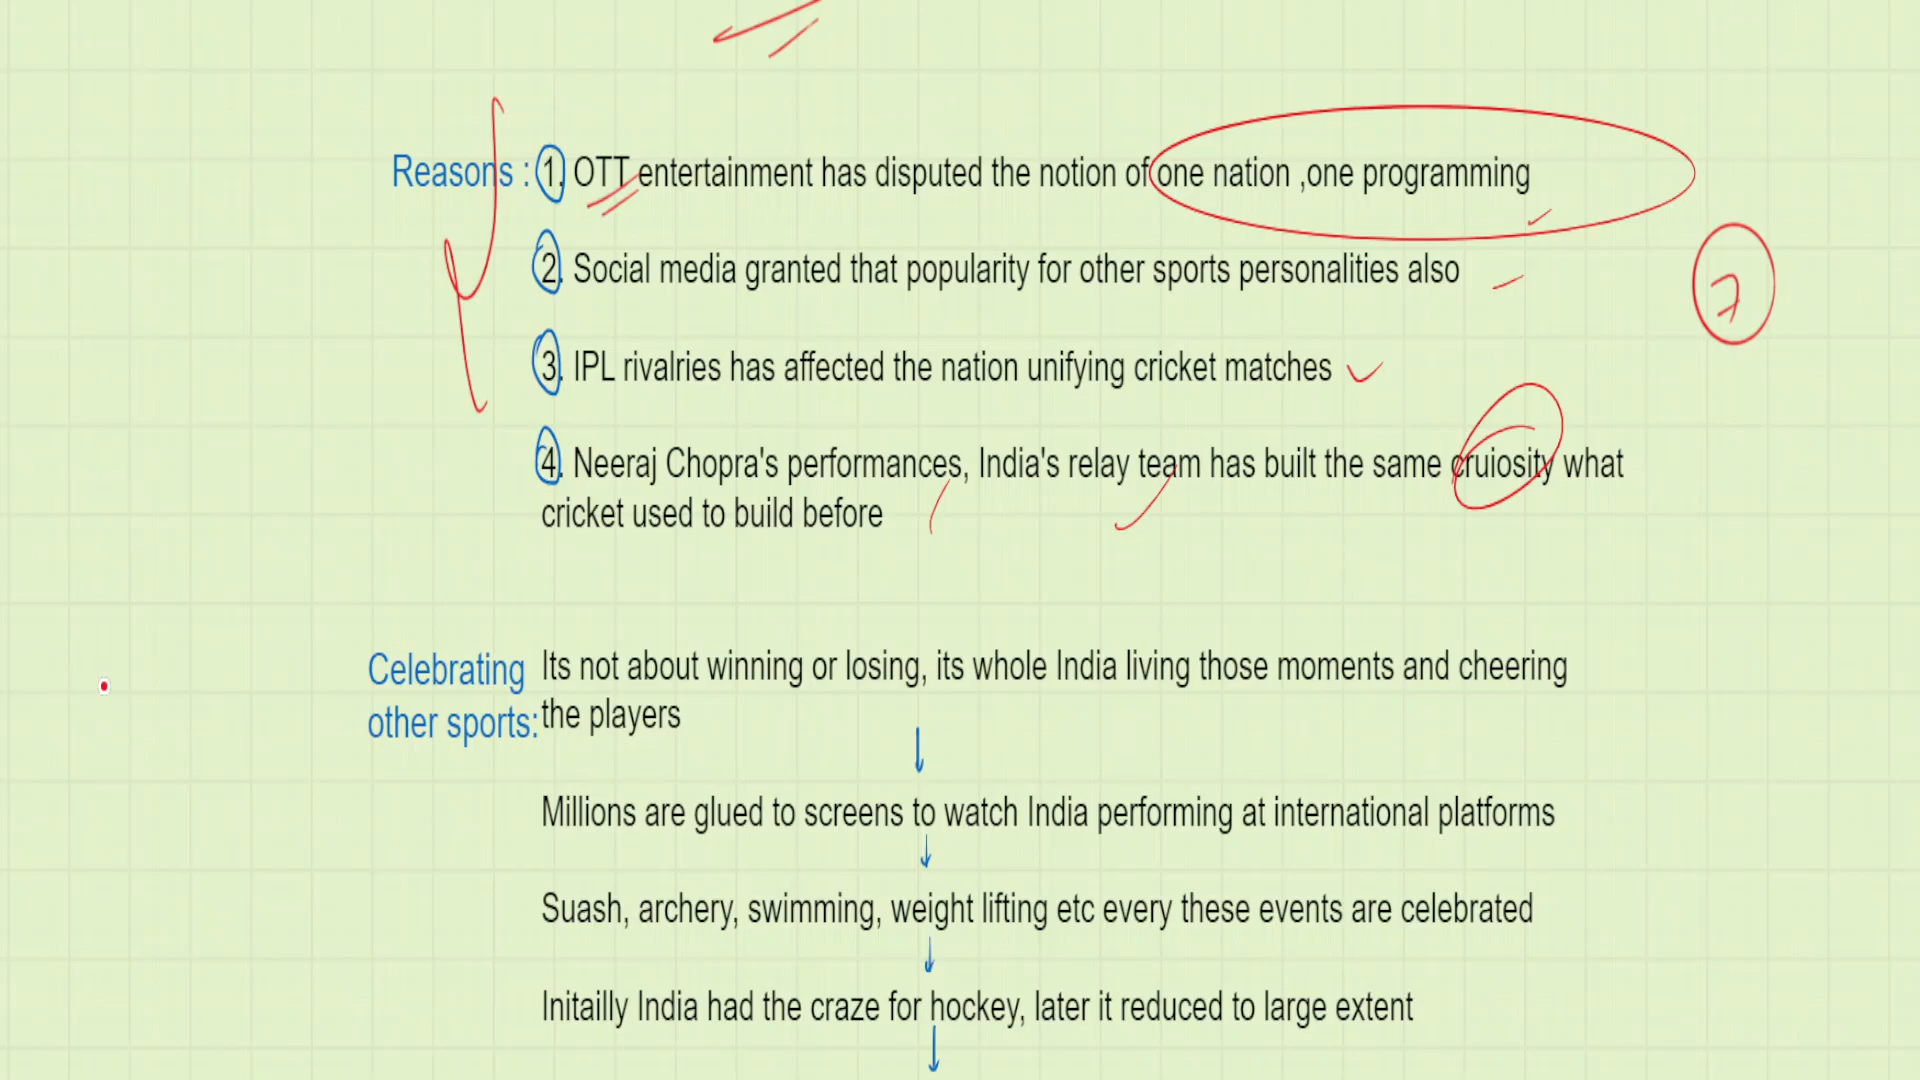 Reasons : 1. OTT entertainment has disputed the notion of one nation ,one programming
2. Social media granted that popularity for other sports personalities also
3. IPL rivalries has affected the nation unifying cricket matches
4. Neeraj Chopra's performances, India's relay team has built the same cruiosity what
cricket used to build before
Celebrating
other sports:
Its not about winning or losing, its whole India living those moments and cheering
the players
Millions are glued to screens to watch India performing at international platforms
Suash, archery, swimming, weight lifting etc every these events are celebrated
Initailly India had the craze for hockey, later it reduced to large extent